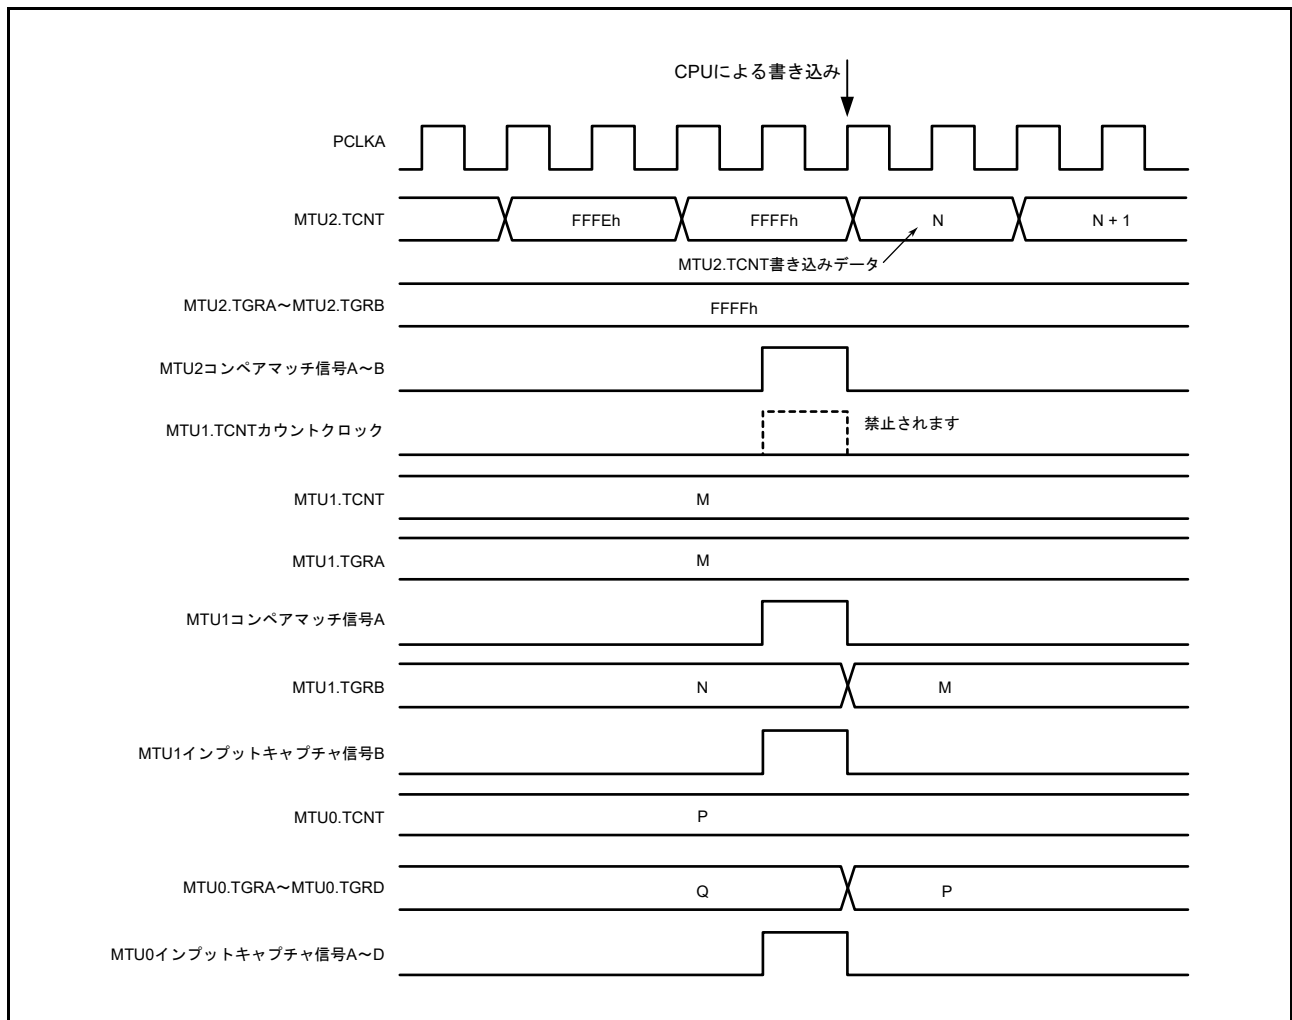 CPUによる書き込み
PCLKA
MTU2.TCNT FFFEh FFFFh N N + 1
MTU2.TCNT書き込みデータ
MTU2.TGRA～MTU2.TGRB FFFFh
MTU2コンペアマッチ信号A～B
MTU1.TCNTカウントクロック 禁止されます
MTU1.TCNT M
MTU1.TGRA M
MTU1コンペアマッチ信号A
MTU1.TGRB N M
MTU1インプットキャプチャ信号B
MTU0.TCNT P
MTU0.TGRA～MTU0.TGRD Q P
MTU0インプットキャプチャ信号A～D